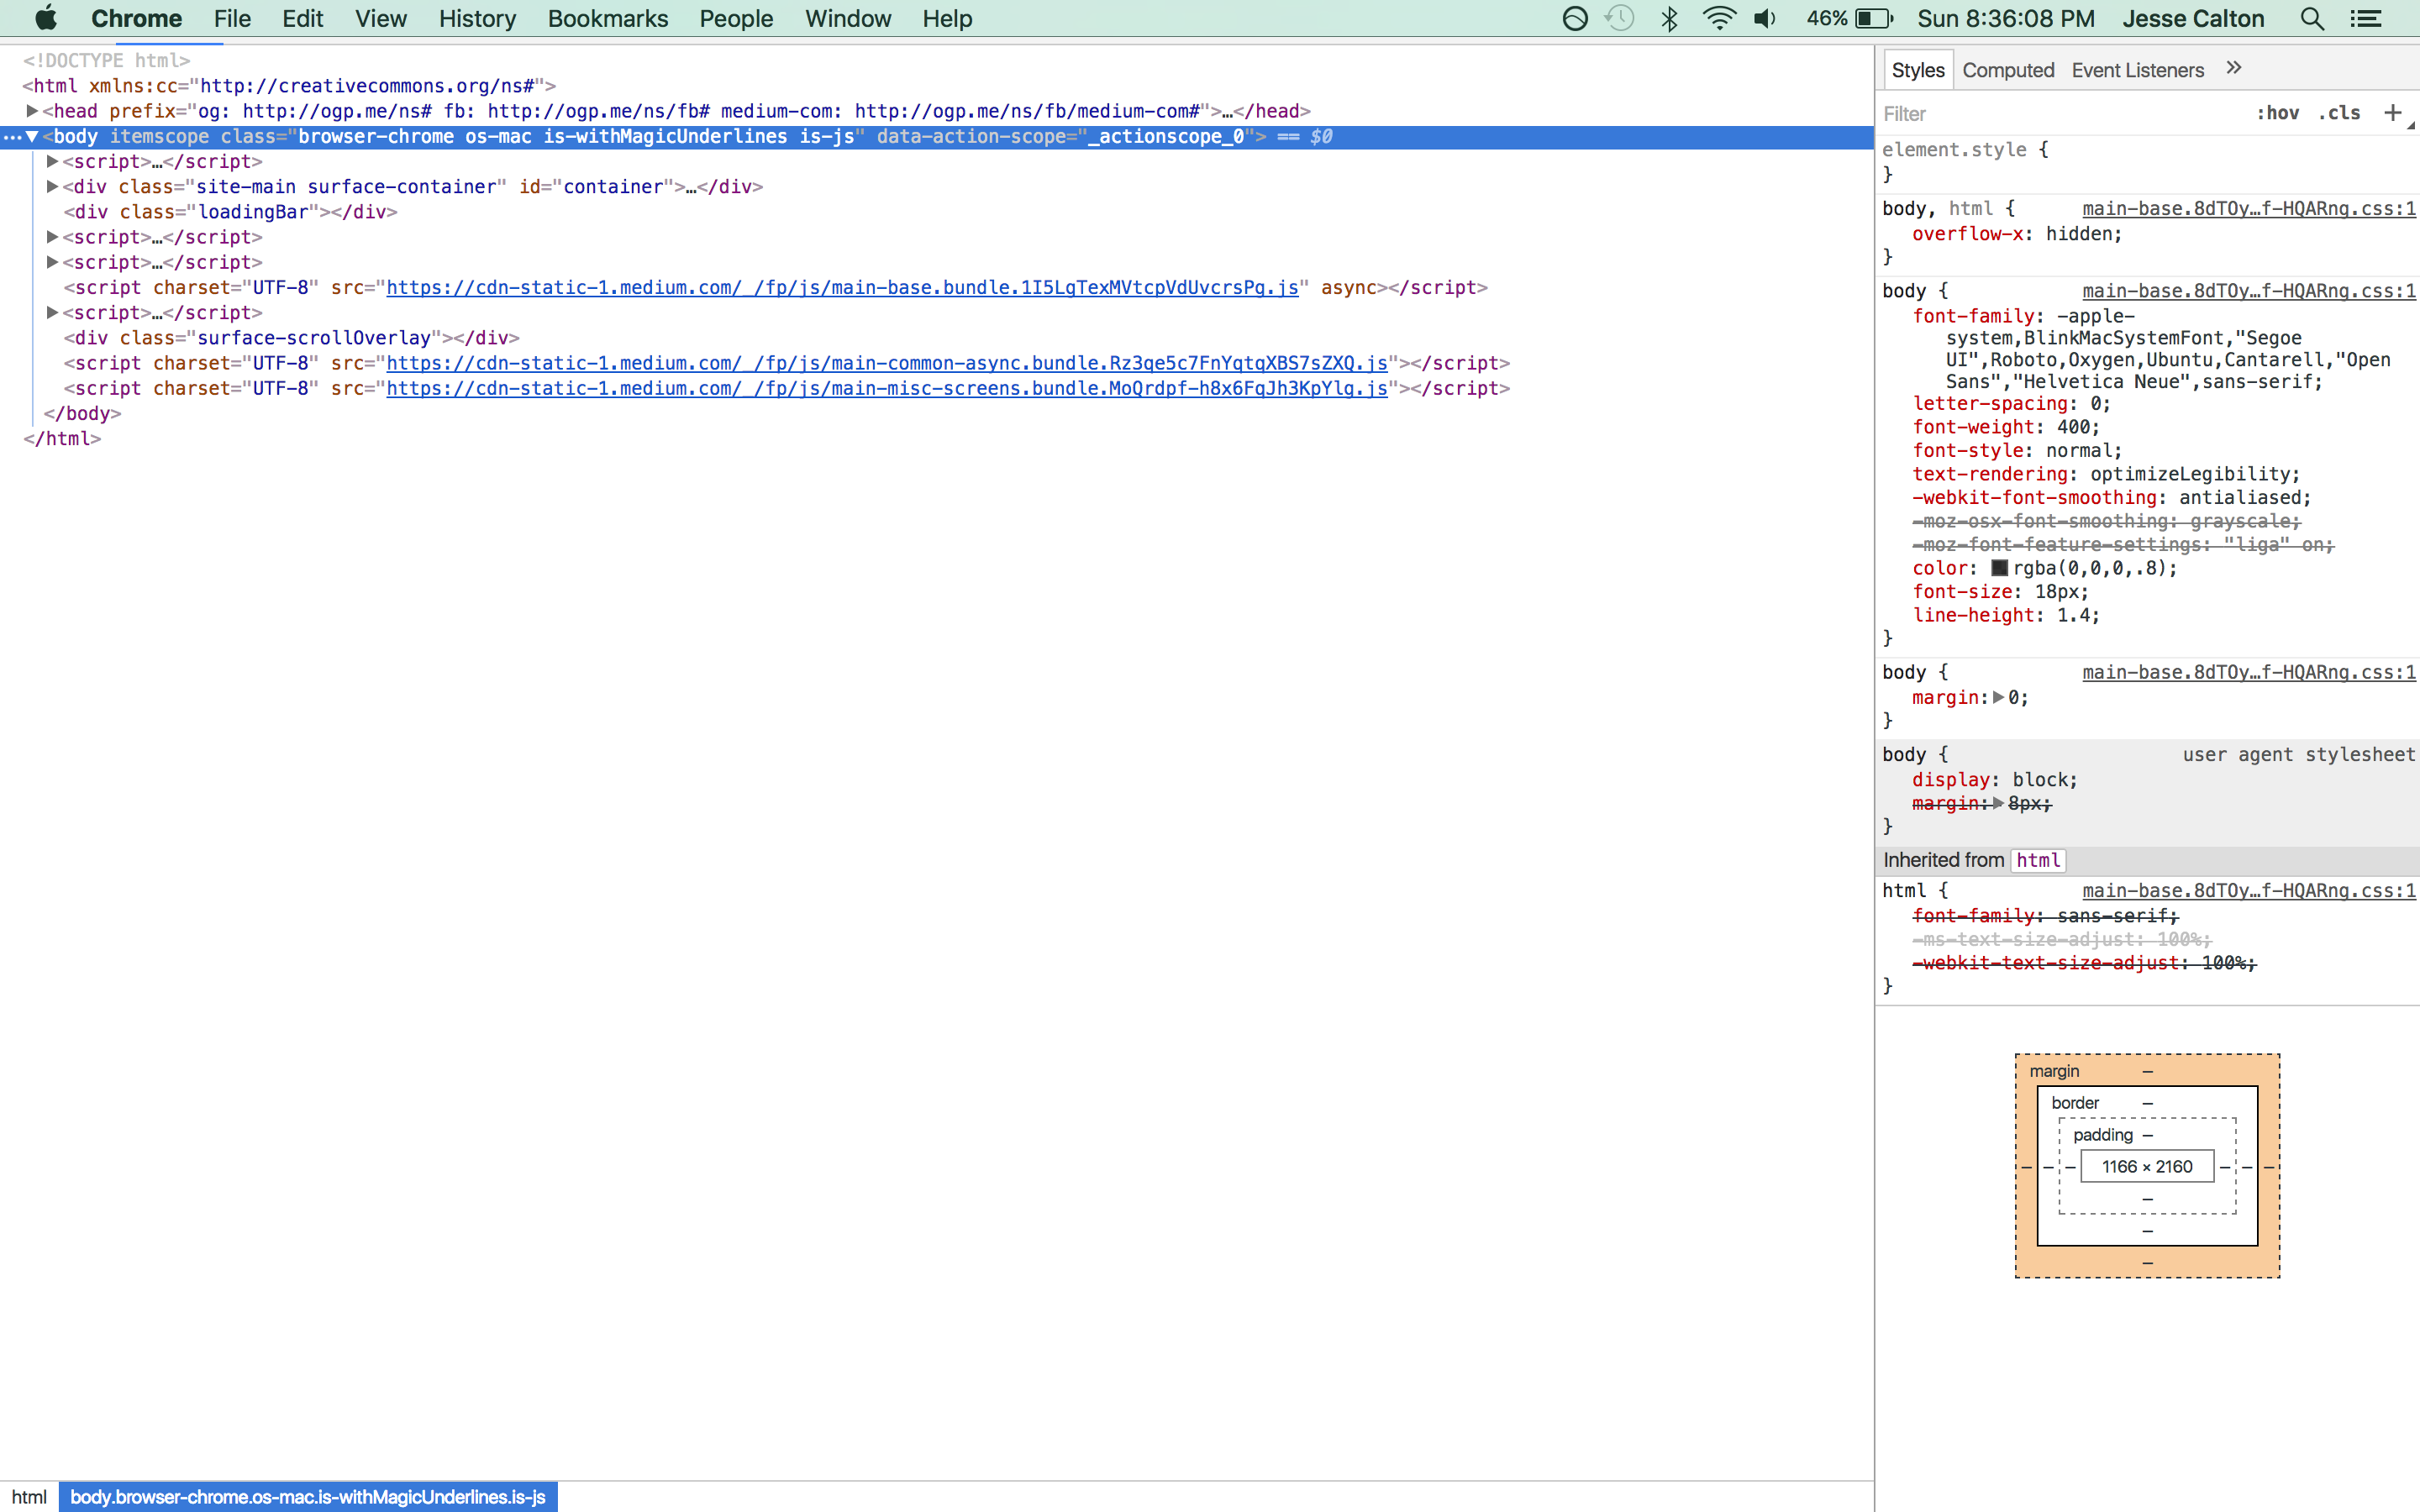 Chrome File Edit View History Bookmarks People Window Help 46% Sun 8:36:08 PM Jesse Calton
<!DOCTYPE html>
<html xmlns:cc="http://creativecommons.org/ns#">
▶<head prefix="og: http://ogp.me/ns# fb: http://ogp.me/ns/fb# medium-com: http://ogp.me/ns/fb/medium-com#">…</head>
…▼<body itemscope class="browser-chrome os-mac is-withMagicUnderlines is-js" data-action-scope="_actionscope_0"> == $0
▶<script>…</script>
▶<div class="site-main surface-container" id="container">…</div>
<div class="loadingBar"></div>
▶<script>…</script>
▶<script>…</script>
<script charset="UTF-8" src="https://cdn-static-1.medium.com/_/fp/js/main-base.bundle.1I5LgTexMVtcpVdUvcrsPg.js" async></script>
▶<script>…</script>
<div class="surface-scrollOverlay"></div>
<script charset="UTF-8" src="https://cdn-static-1.medium.com/_/fp/js/main-common-async.bundle.Rz3qe5c7FnYqtqXBS7sZXQ.js"></script>
<script charset="UTF-8" src="https://cdn-static-1.medium.com/_/fp/js/main-misc-screens.bundle.MoQrdpf-h8x6FqJh3KpYlg.js"></script>
</body>
</html>
html body.browser-chrome.os-mac.is-withMagicUnderlines.is-js
Styles Computed Event Listeners »
Filter :hov .cls +
element.style {
}
body, html { main-base.8dTOy…f-HQARng.css:1
overflow-x: hidden;
}
body { main-base.8dTOy…f-HQARng.css:1
font-family: -apple-
system,BlinkMacSystemFont,"Segoe
UI",Roboto,Oxygen,Ubuntu,Cantarell,"Open
Sans","Helvetica Neue",sans-serif;
letter-spacing: 0;
font-weight: 400;
font-style: normal;
text-rendering: optimizeLegibility;
-webkit-font-smoothing: antialiased;
-moz-osx-font-smoothing: grayscale;
-moz-font-feature-settings: "liga" on;
color: rgba(0,0,0,.8);
font-size: 18px;
line-height: 1.4;
}
body { main-base.8dTOy…f-HQARng.css:1
margin:▶0;
}
body { user agent stylesheet
display: block;
margin:▶8px;
}
Inherited from html
html { main-base.8dTOy…f-HQARng.css:1
font-family: sans-serif;
-ms-text-size-adjust: 100%;
-webkit-text-size-adjust: 100%;
}
margin –
border –
padding –
– – – 1166 × 2160 – – –
–
–
–